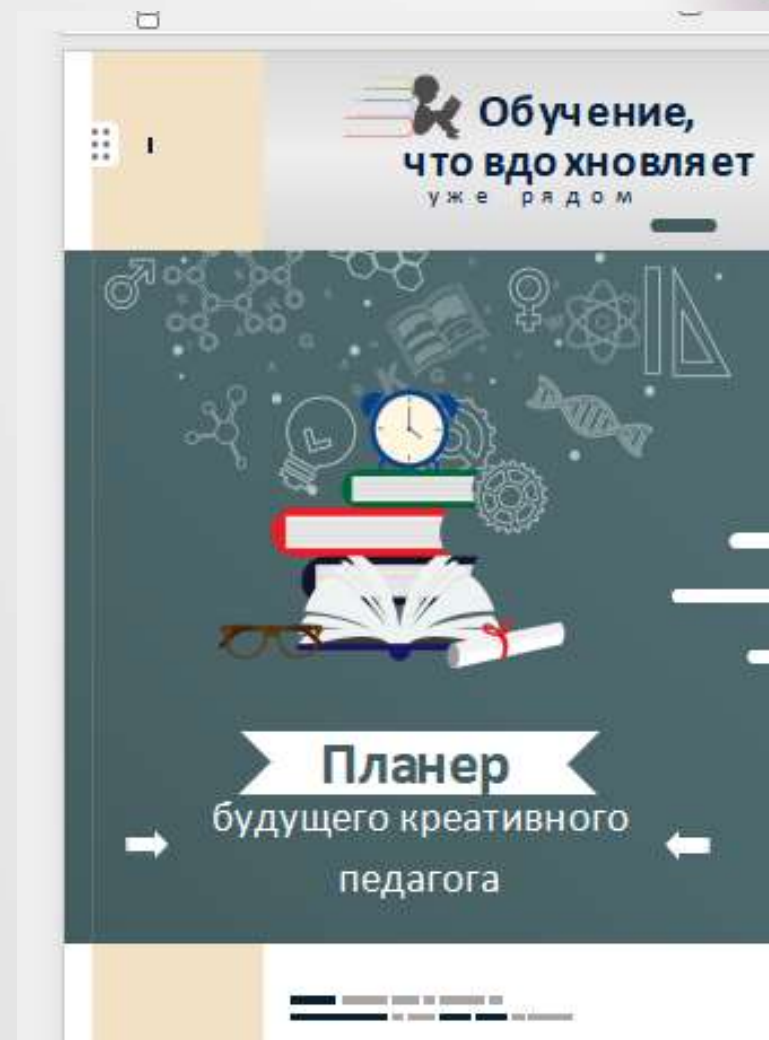 Обучение,
что вдохновляет
уже рядом
Планер
будущего креативного
педагога